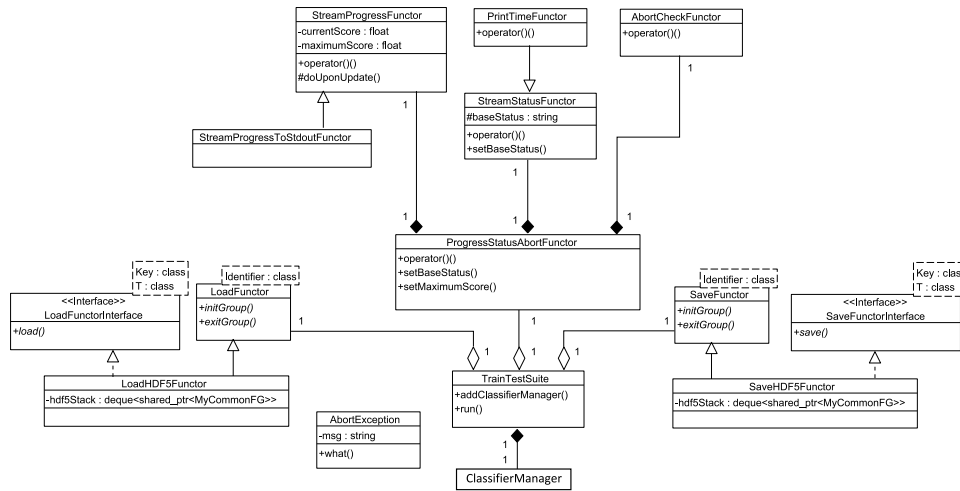 StreamProgressFunctor
-currentScore : float
-maximumScore : float
+operator()()
#doUponUpdate()
PrintTimeFunctor
+operator()()
AbortCheckFunctor
+operator()()
1
1
1
StreamStatusFunctor
#baseStatus : string
+operator()()
+setBaseStatus()
StreamProgressToStdoutFunctor
1
1
1
ProgressStatusAbortFunctor
+operator()()
+setBaseStatus()
+setMaximumScore()
Key : class
T : class
<<Interface>>
LoadFunctorInterface
+load()
Identifier : class
LoadFunctor
+initGroup()
+exitGroup()
Identifier : class
SaveFunctor
+initGroup()
+exitGroup()
Key : class
T : class
<<Interface>>
SaveFunctorInterface
+save()
1
1
1
1
1
1
LoadHDF5Functor
-hdf5Stack : deque<shared_ptr<MyCommonFG>>
TrainTestSuite
+addClassifierManager()
+run()
SaveHDF5Functor
-hdf5Stack : deque<shared_ptr<MyCommonFG>>
AbortException
-msg : string
+what()
1
1
ClassifierManager